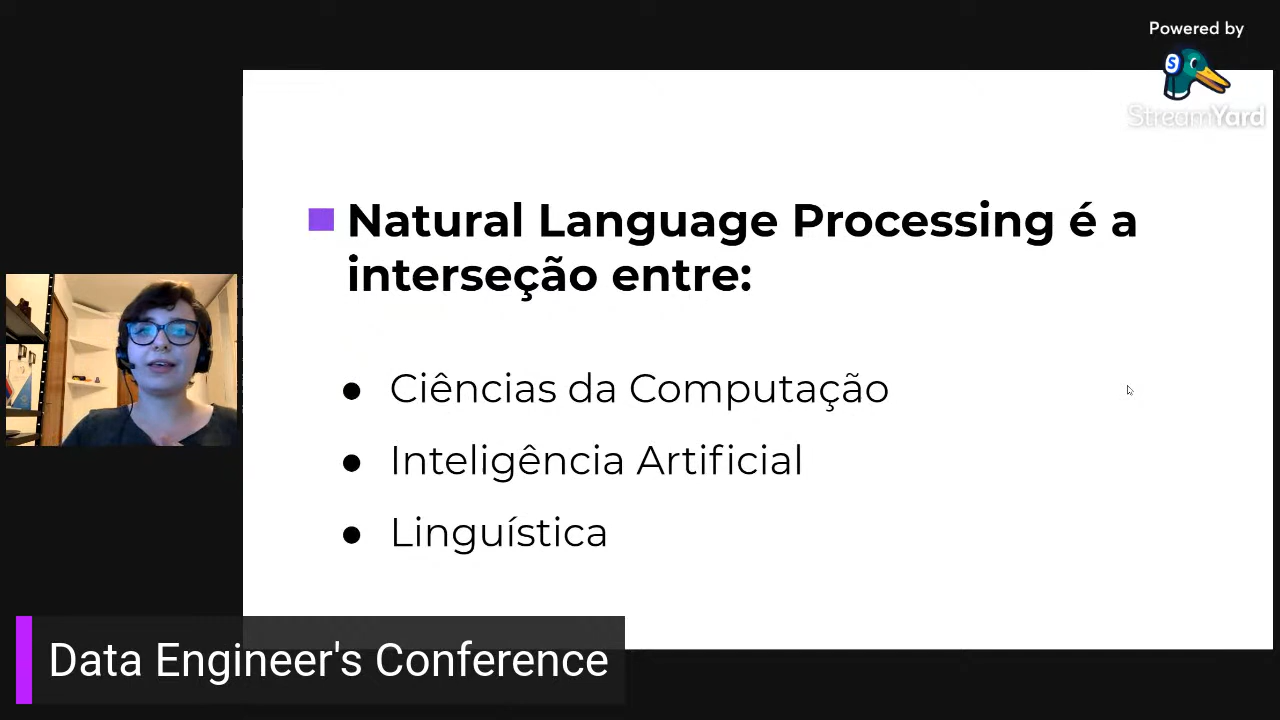 Powered by
S
StreamYard
Natural Language Processing é a
interseção entre:
● Ciências da Computação
● Inteligência Artificial
● Linguística
Data Engineer's Conference